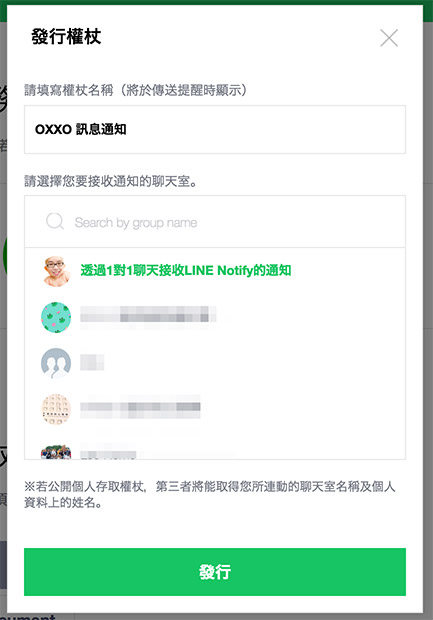 發行權杖
請填寫權杖名稱（將於傳送提醒時顯示）
OXXO 訊息通知
請選擇您要接收通知的聊天室。
Search by group name
透過1對1聊天接收LINE Notify的通知
※若公開個人存取權杖，第三者將能取得您所連動的聊天室名稱及個人
資料上的姓名。
發行